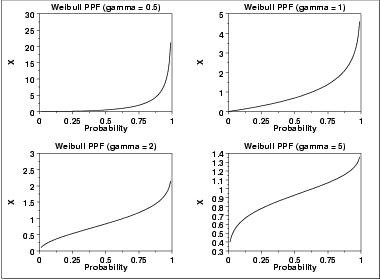 Weibull PPF (gamma = 0.5)
30
25
20
15
10
5
0
X
0 0.25 0.5 0.75 1
Probability
Weibull PPF (gamma = 1)
5
4
3
2
1
0
X
0 0.25 0.5 0.75 1
Probability
Weibull PPF (gamma = 2)
3
2.5
2
1.5
1
0.5
0
X
0 0.25 0.5 0.75 1
Probability
Weibull PPF (gamma = 5)
1.4
1.3
1.2
1.1
1
0.9
0.8
0.7
0.6
0.5
0.4
0.3
X
0 0.25 0.5 0.75 1
Probability